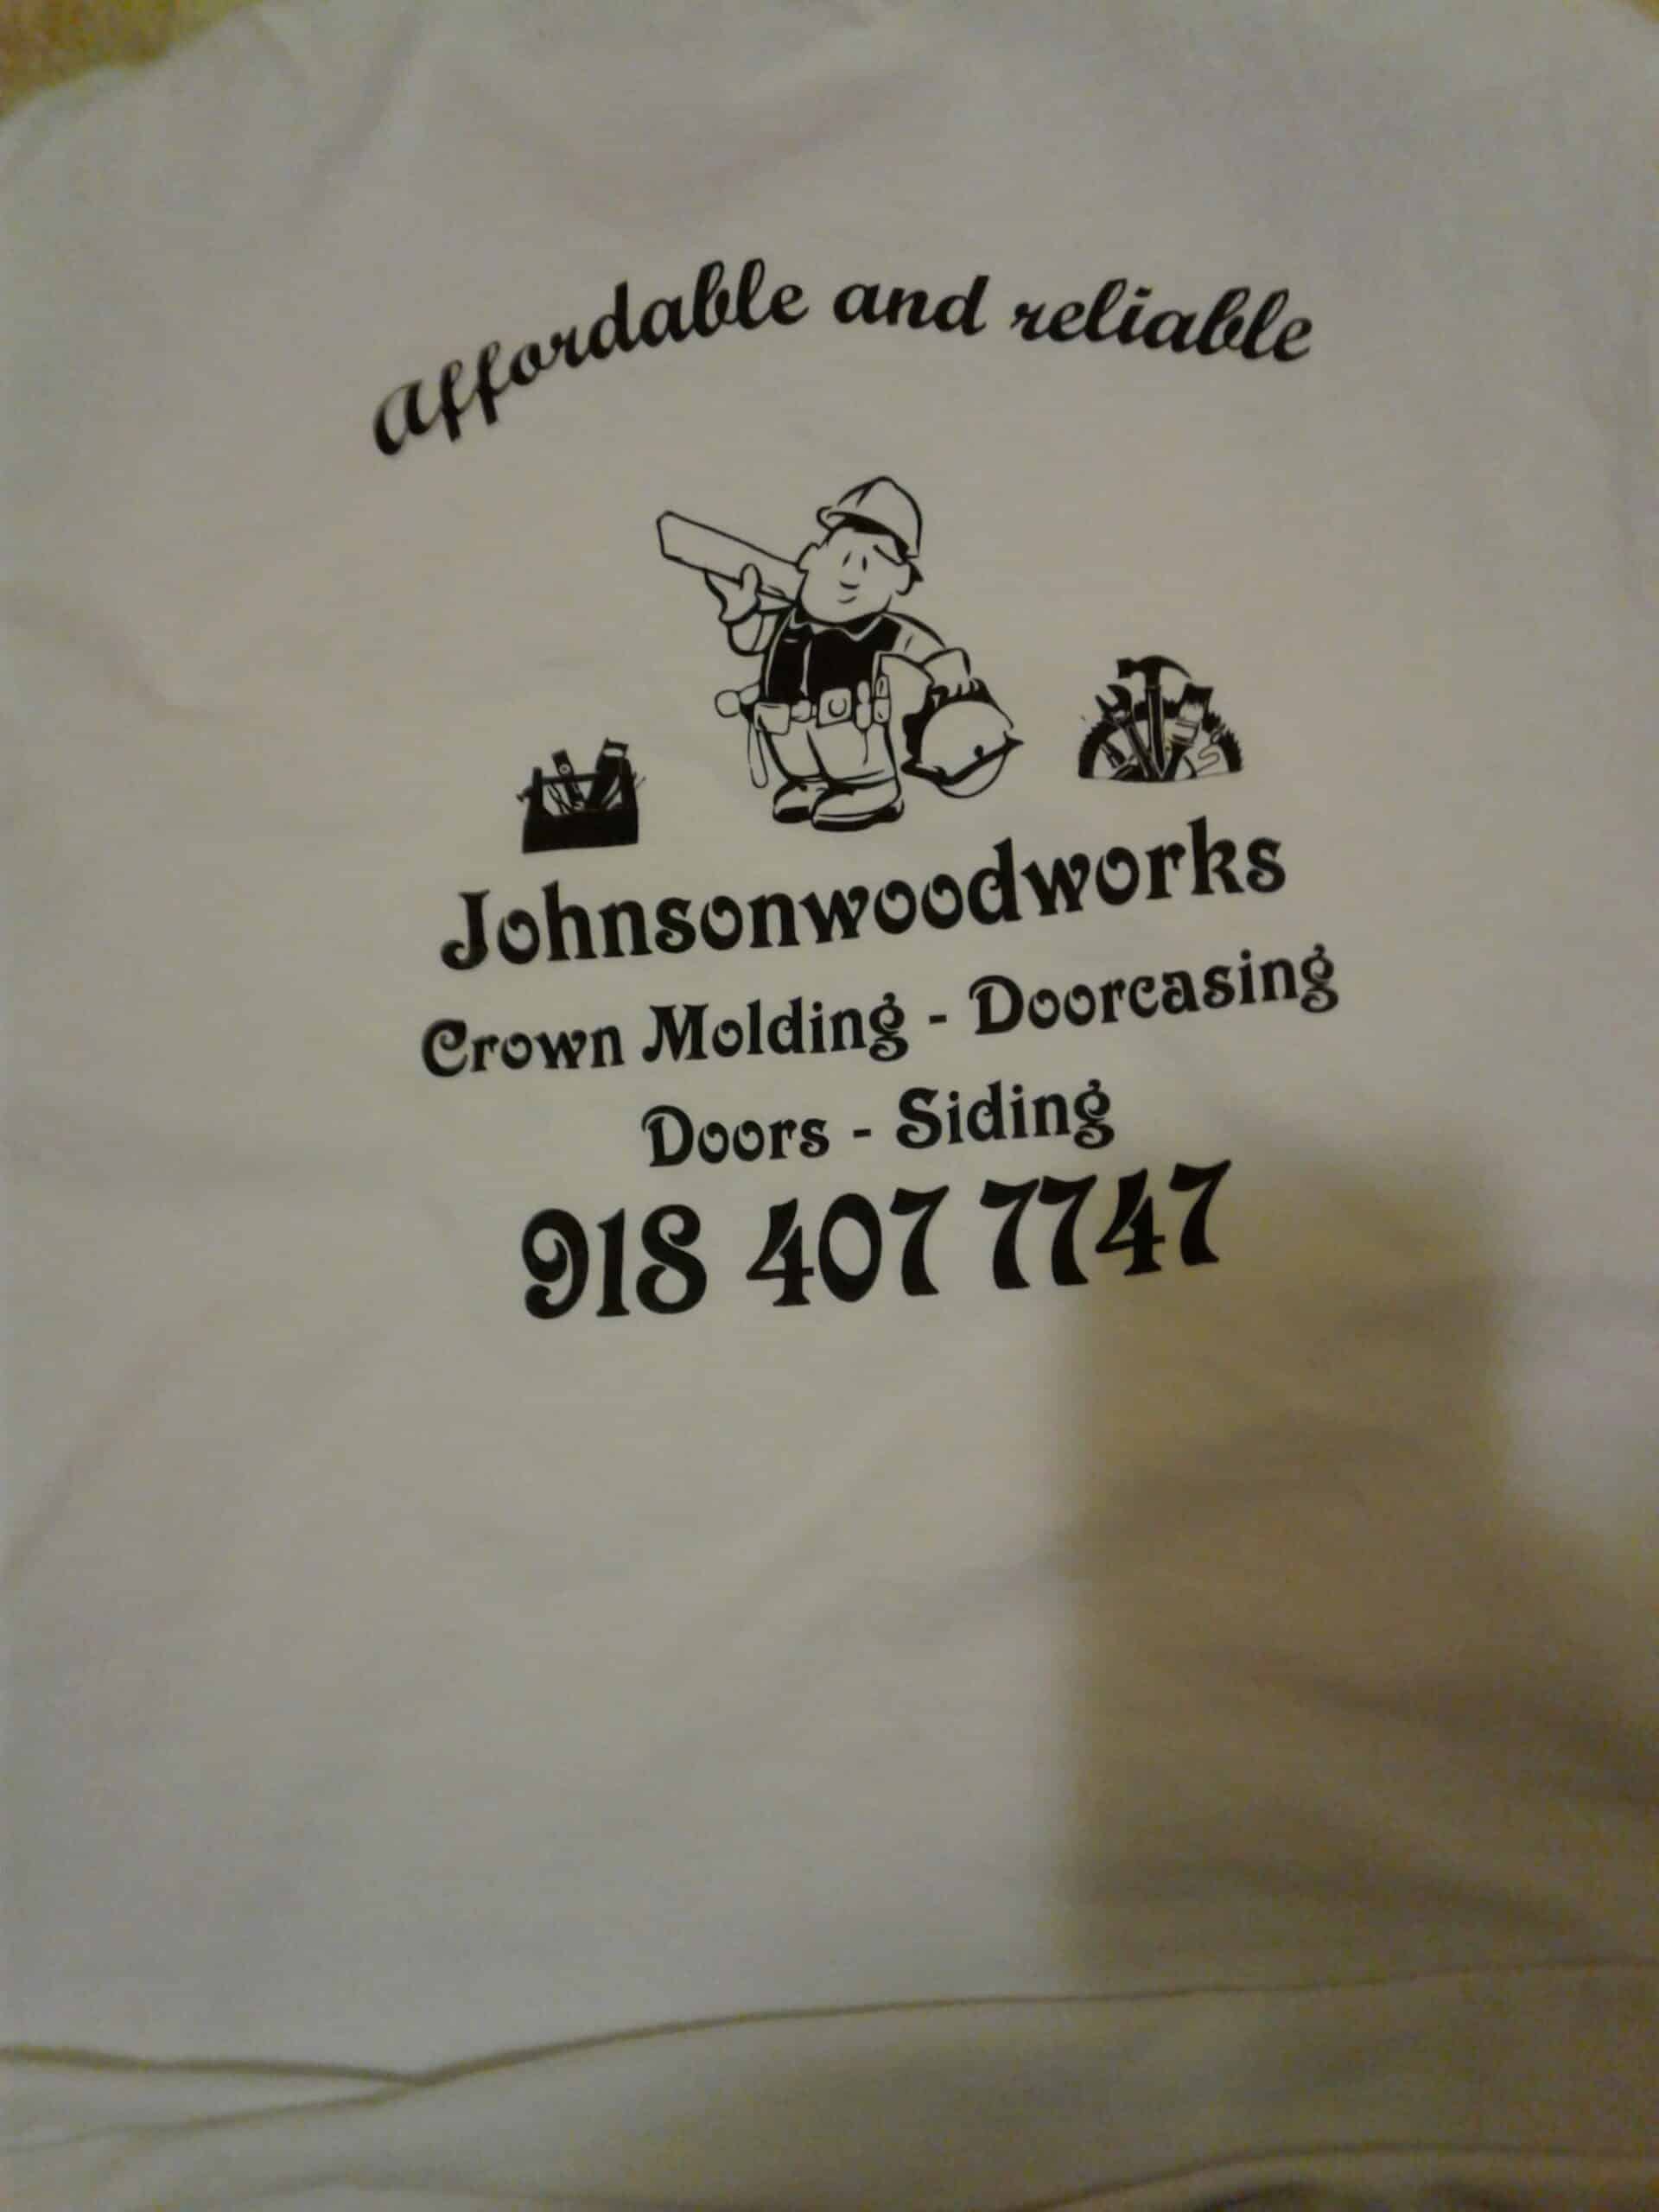 affordable and reliable
Johnsonwoodworks
Crown Molding - Doorcasing
Doors - Siding
918 407 7747